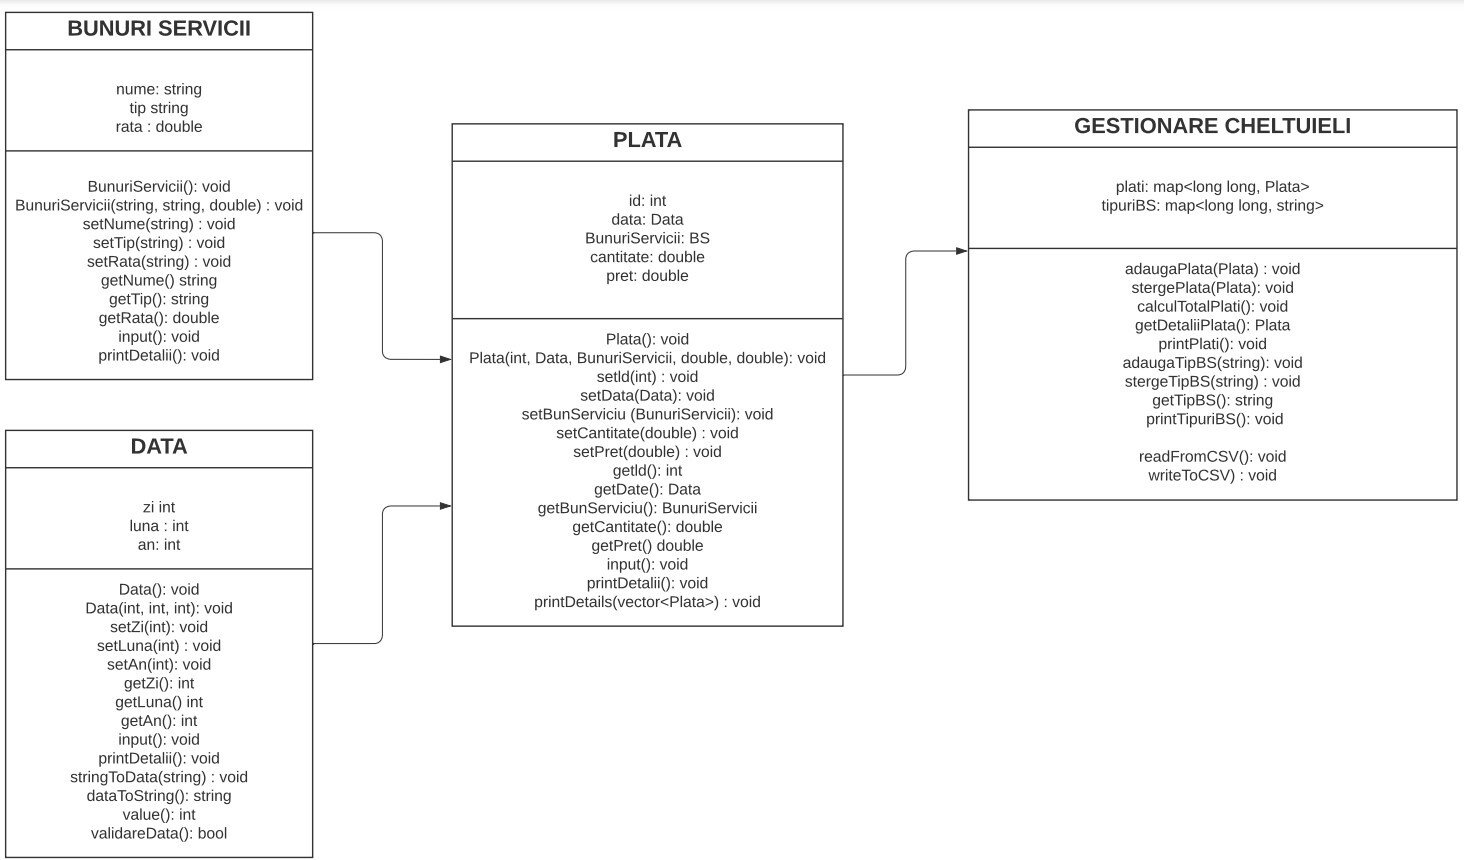 BUNURI SERVICII
nume: string
tip string
rata : double
BunuriServicii(): void
BunuriServicii(string, string, double) : void
setNume(string) : void
setTip(string) : void
setRata(string) : void
getNume() string
getTip(): string
getRata(): double
input(): void
printDetalii(): void
DATA
zi int
luna : int
an: int
Data(): void
Data(int, int, int): void
setZi(int): void
setLuna(int) : void
setAn(int): void
getZi(): int
getLuna() int
getAn(): int
input(): void
printDetalii(): void
stringToData(string) : void
dataToString(): string
value(): int
validareData(): bool
PLATA
id: int
data: Data
BunuriServicii: BS
cantitate: double
pret: double
Plata(): void
Plata(int, Data, BunuriServicii, double, double): void
setId(int) : void
setData(Data): void
setBunServiciu (BunuriServicii): void
setCantitate(double) : void
setPret(double) : void
getId(): int
getDate(): Data
getBunServiciu(): BunuriServicii
getCantitate(): double
getPret() double
input(): void
printDetalii(): void
printDetails(vector<Plata>) : void
GESTIONARE CHELTUIELI
plati: map<long long, Plata>
tipuriBS: map<long long, string>
adaugaPlata(Plata) : void
stergePlata(Plata): void
calculTotalPlati(): void
getDetaliiPlata(): Plata
printPlati(): void
adaugaTipBS(string): void
stergeTipBS(string) : void
getTipBS(): string
printTipuriBS(): void
readFromCSV(): void
writeToCSV) : void